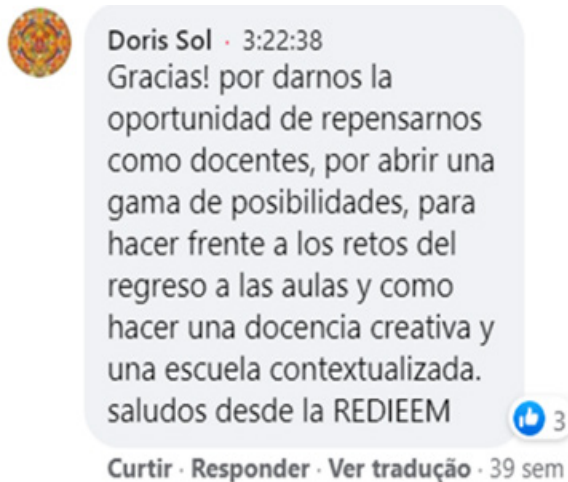 Doris Sol · 3:22:38
Gracias! por darnos la
oportunidad de repensarnos
como docentes, por abrir una
gama de posibilidades, para
hacer frente a los retos del
regreso a las aulas y como
hacer una docencia creativa y
una escuela contextualizada.
saludos desde la REDIEEM
3
Curtir · Responder · Ver tradução · 39 sem